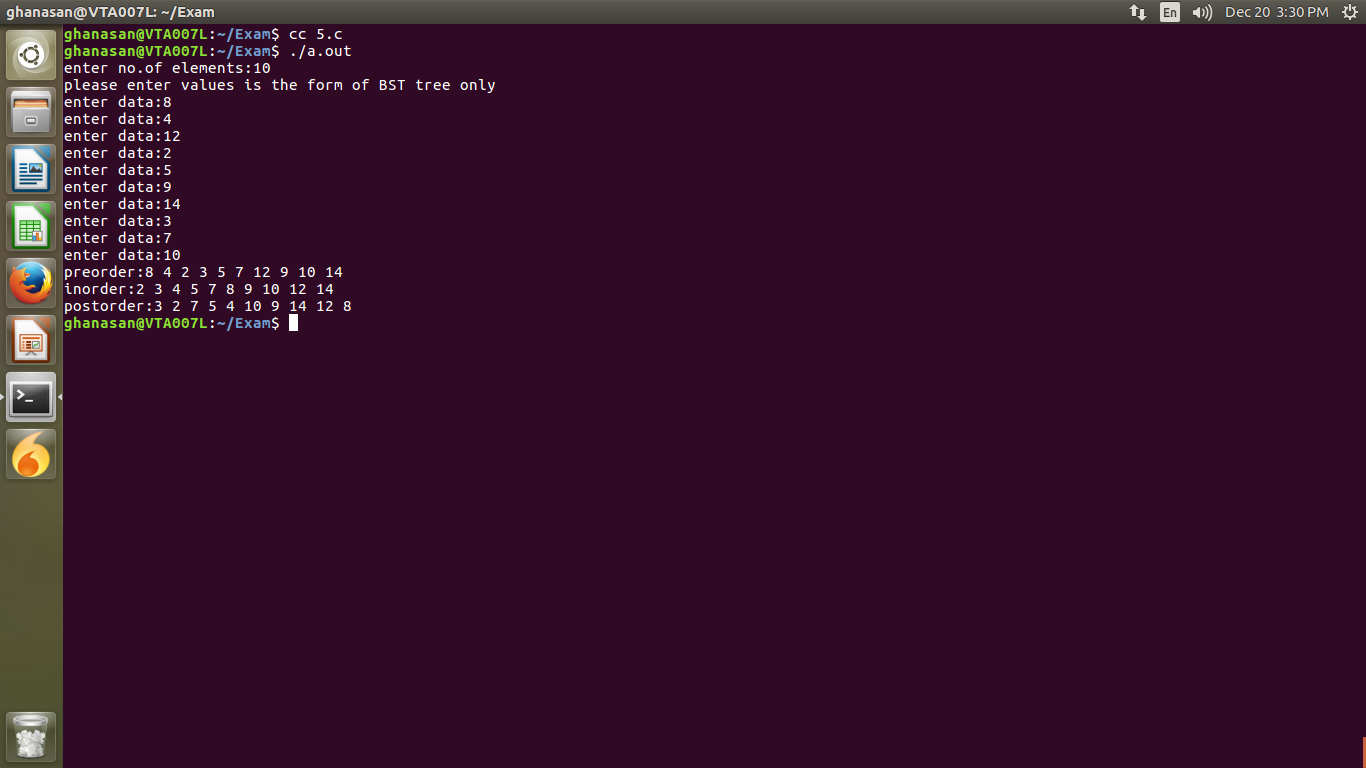 ghanasan@VTA007L: ~/Exam
En
Dec 20 3:30 PM
ghanasan@VTA007L:~/Exam$ cc 5.c
ghanasan@VTA007L:~/Exam$ ./a.out
enter no.of elements:10
please enter values is the form of BST tree only
enter data:8
enter data:4
enter data:12
enter data:2
enter data:5
enter data:9
enter data:14
enter data:3
enter data:7
enter data:10
preorder:8 4 2 3 5 7 12 9 10 14
inorder:2 3 4 5 7 8 9 10 12 14
postorder:3 2 7 5 4 10 9 14 12 8
ghanasan@VTA007L:~/Exam$